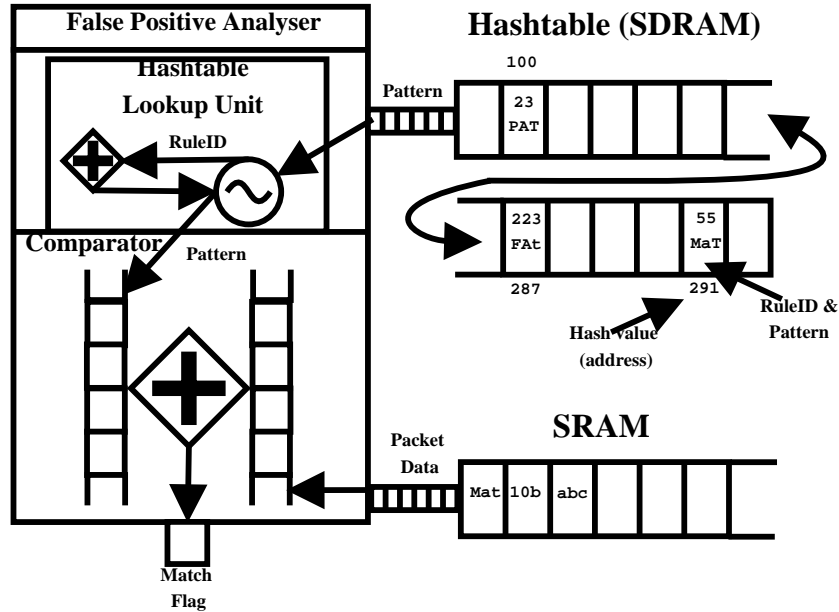 False Positive Analyser
Hashtable
Lookup Unit
RuleID
Comparator
Pattern
Pattern
Hashtable (SDRAM)
100
23
PAT
223
FAt
55
MaT
287
291
Hash value
(address)
RuleID &
Pattern
SRAM
Packet
Data
Mat 10b abc
Match
Flag